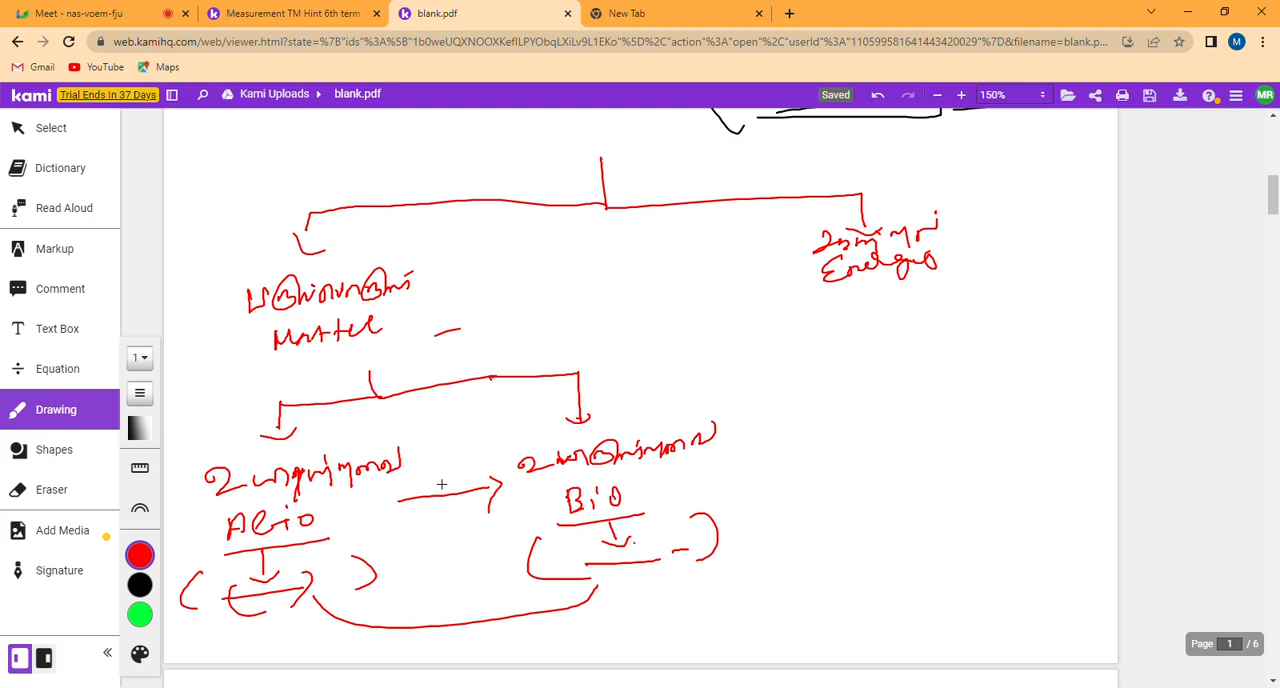 Meet - nas-voem-fju
Measurement TM Hint 6th term
blank.pdf
New Tab
web.kamihq.com/web/viewer.html?state=%7B"ids"%3A%5B"1b0weUQXNOOXKefILPYObqLXiLv9L1EKo"%5D%2C"action"%3A"open"%2C"userId"%3A"110599581641443420029"%7D&filename=blank.p...
M
Gmail
YouTube
Maps
kami
Trial Ends In 37 Days
Kami Uploads
blank.pdf
Saved
150%
MR
Select
Dictionary
Read Aloud
Markup
Comment
Text Box
Equation
Drawing
Shapes
Eraser
Add Media
Signature
1
Energy
Matter
Abio
Bio
Page 1 / 6